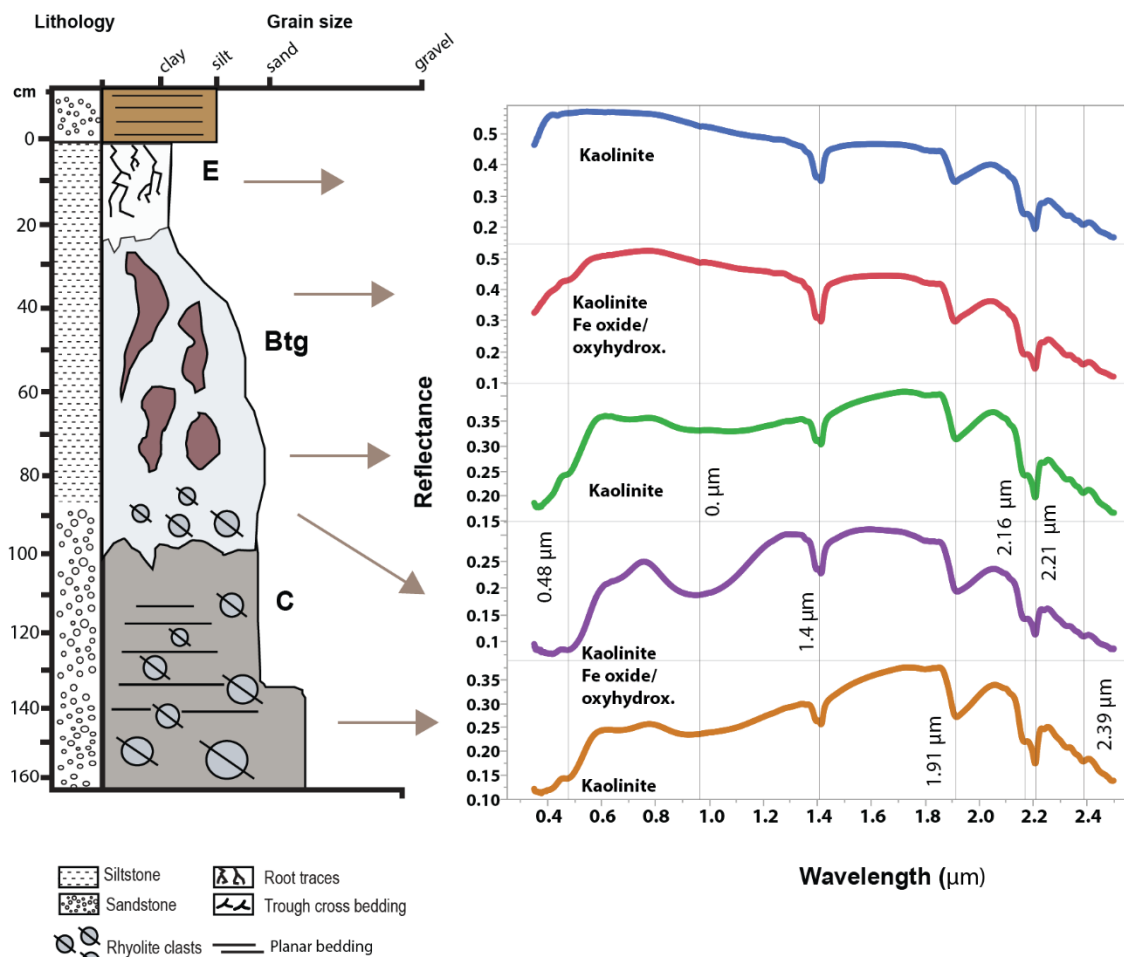 Lithology
Grain size
clay
silt
sand
gravel
cm
0
20
40
60
80
100
120
140
160
E
Btg
C
Reflectance
0.5
0.4
0.3
0.2
Kaolinite
0.5
0.4
0.3
0.2
0.1
Kaolinite
Fe oxide/
oxyhydrox.
0.35
0.30
0.25
0.20
0.15
Kaolinite
0.25
0.2
0.15
0.1
Kaolinite
Fe oxide/
oxyhydrox.
0.35
0.30
0.25
0.20
0.15
0.10
Kaolinite
0.48 µm
0. µm
1.4 µm
1.91 µm
2.16 µm
2.21 µm
2.39 µm
0.4 0.6 0.8 1.0 1.2 1.4 1.6 1.8 2.0 2.2 2.4
Wavelength (µm)
Siltstone
Root traces
Sandstone
Trough cross bedding
Rhyolite clasts
Planar bedding